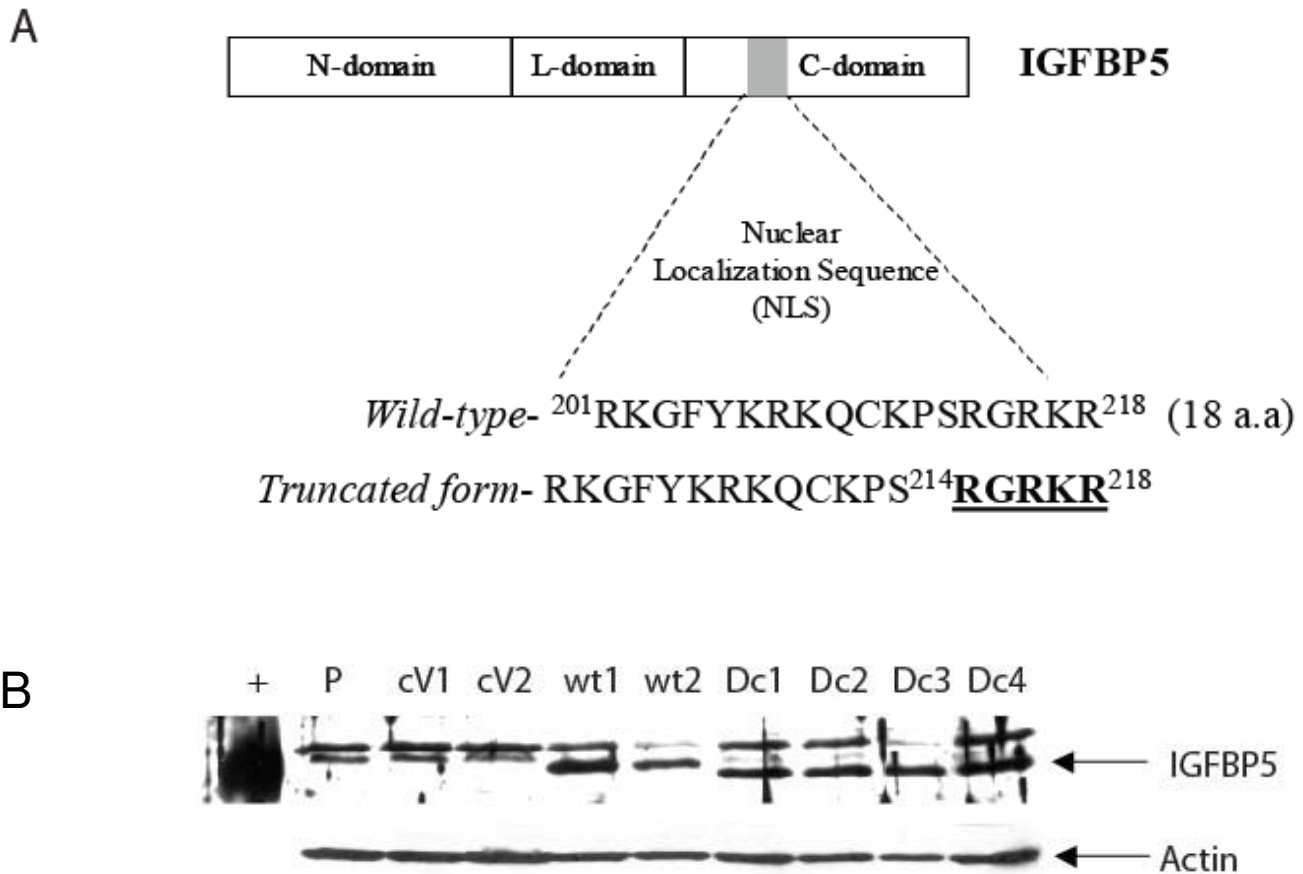 A
N-domain L-domain C-domain IGFBP5
Nuclear
Localization Sequence
(NLS)
Wild-type- ²⁰¹RKGFYKRKQCKPSRGRKR²¹⁸ (18 a.a)
Truncated form- RKGFYKRKQCKPS²¹⁴RGRKR²¹⁸
B
+ P cV1 cV2 wt1 wt2 Dc1 Dc2 Dc3 Dc4
IGFBP5
Actin